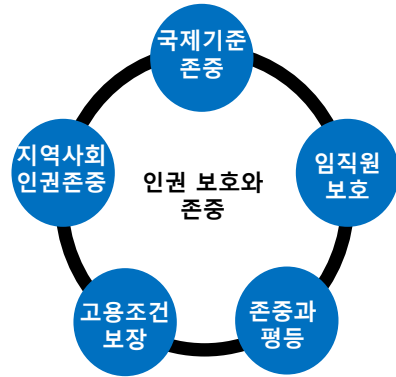 국제기준
존중
지역사회
인권존중
임직원
보호
인권 보호와
존중
고용조건
보장
존중과
평등